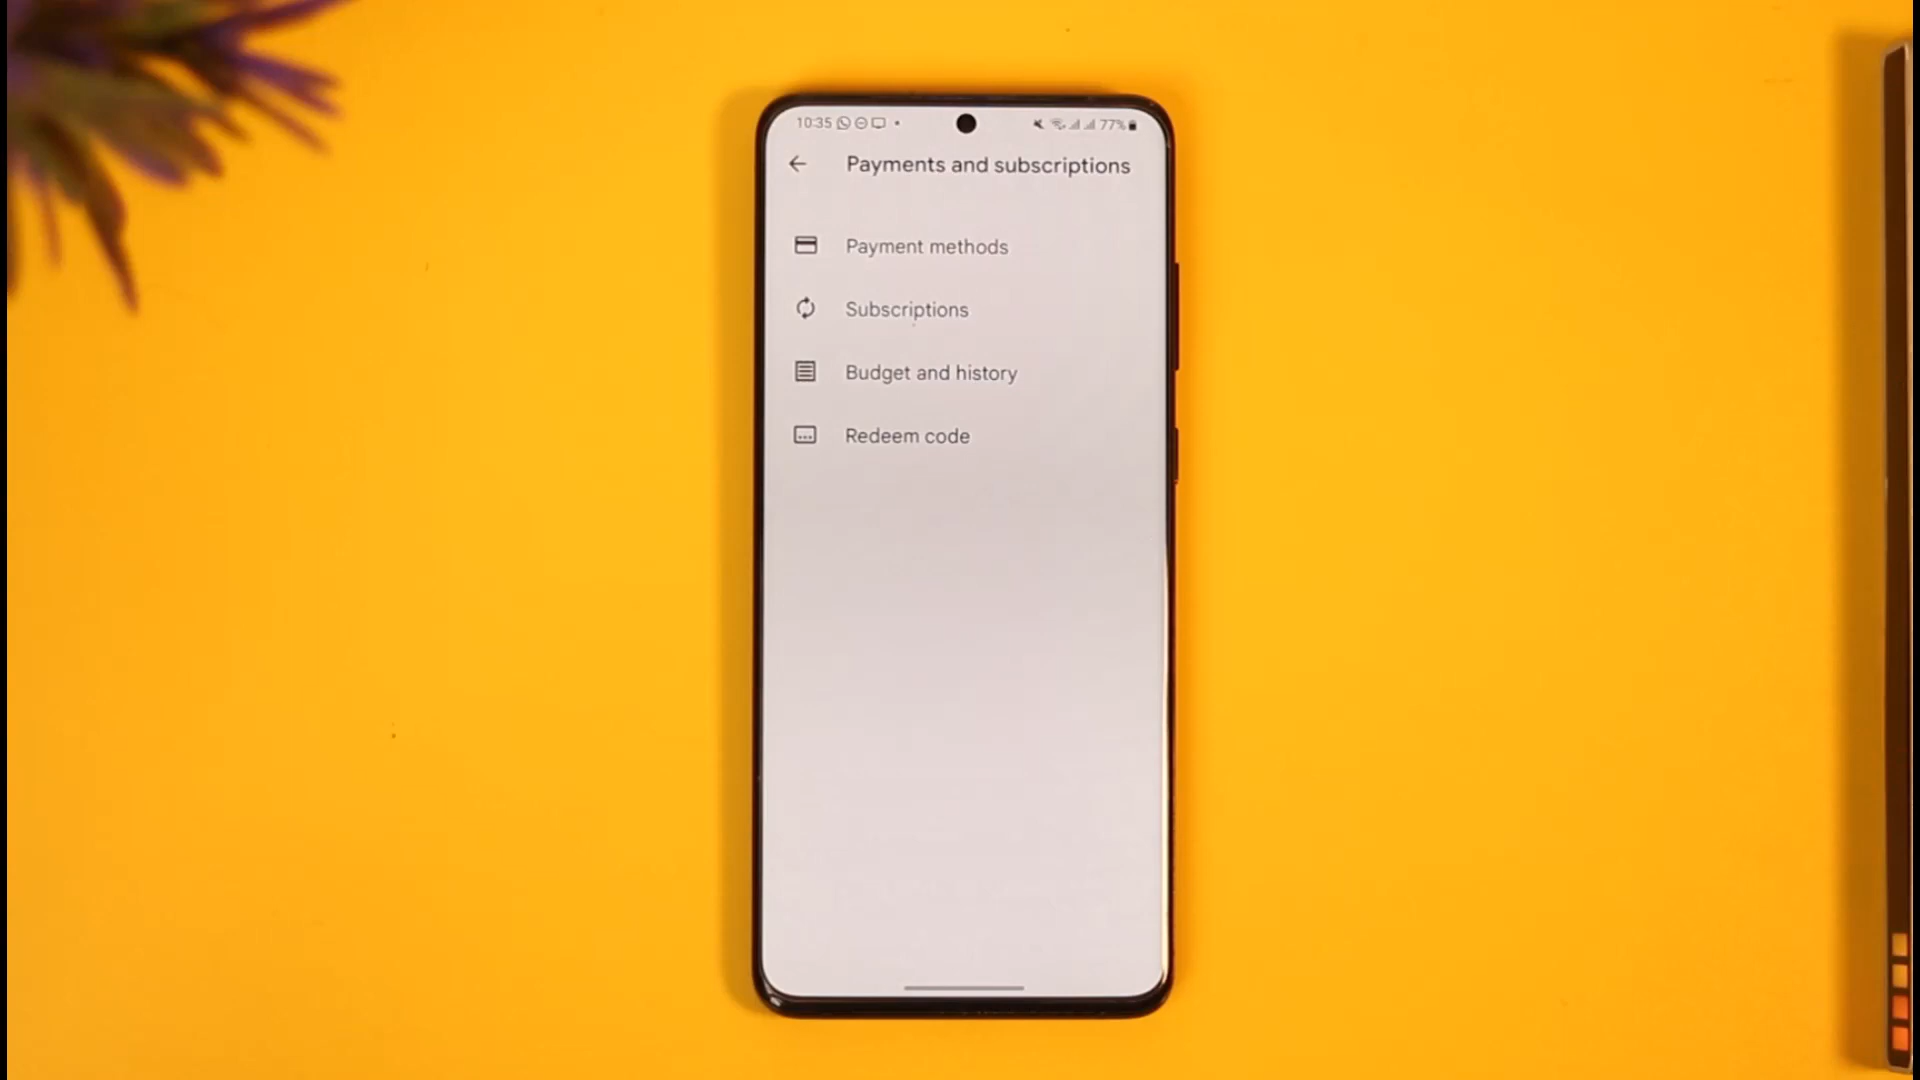 10:35 77%
Payments and subscriptions
Payment methods
Subscriptions
Budget and history
Redeem code